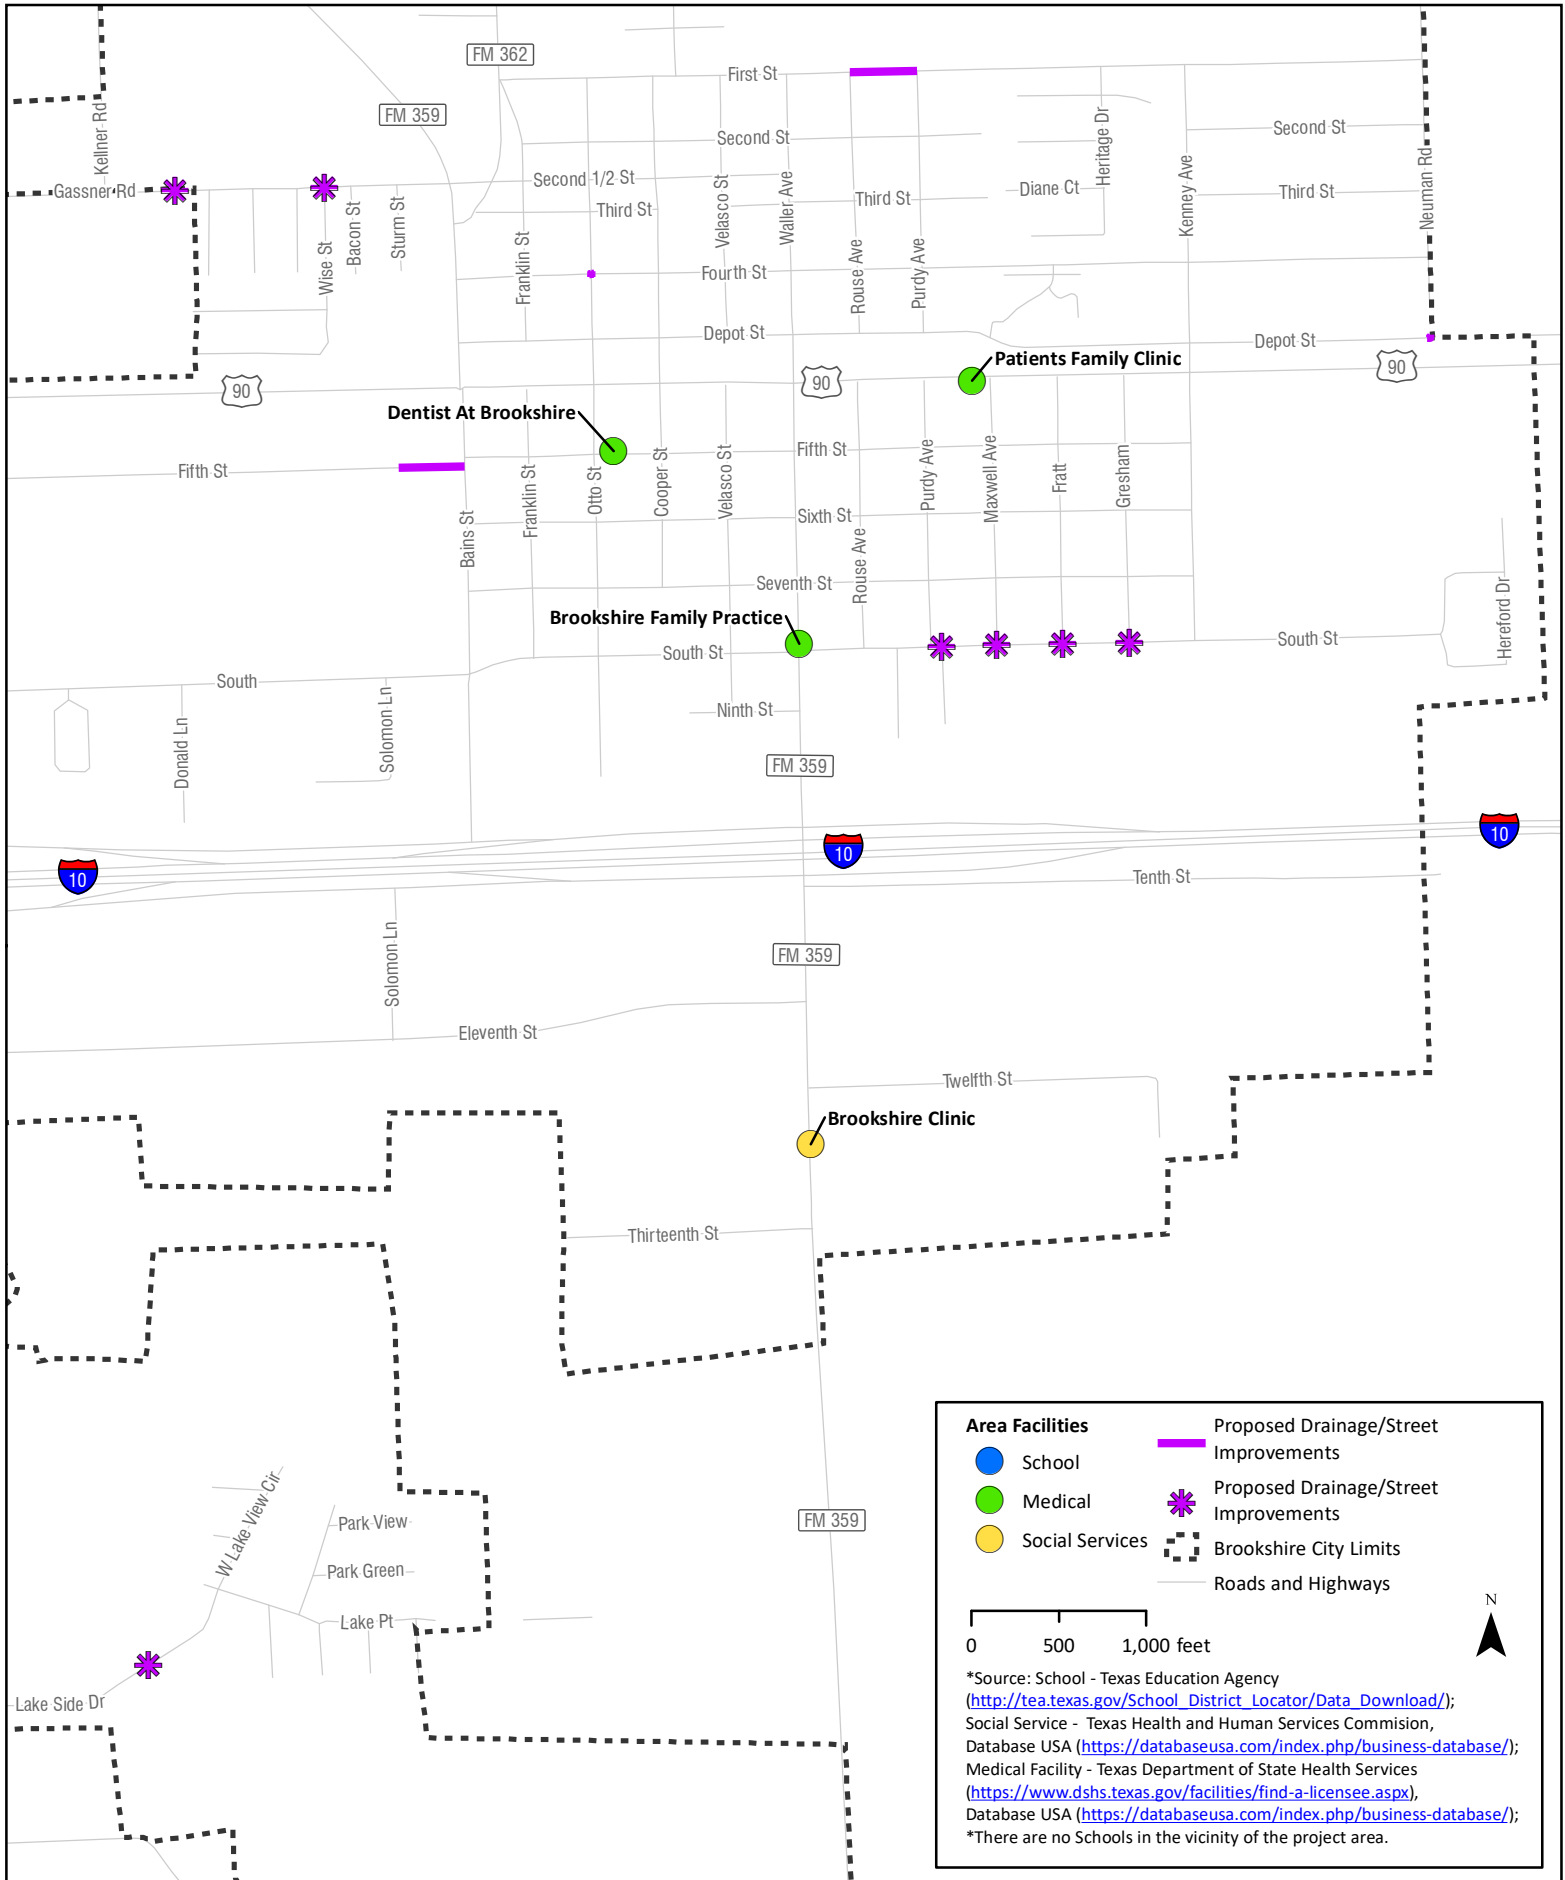 FM 362
First St
FM 359
Kellner Rd
Second St
Second St
Heritage Dr
Neuman Rd
Kenney Ave
Gassner Rd
Second 1/2 St
Velasco St
Waller Ave
Third St
Diane Ct
Third St
Third St
Wise St
Bacon St
Sturm St
Franklin St
Rouse Ave
Purdy Ave
Fourth St
Depot St
Depot St
90
90
90
Patients Family Clinic
Dentist At Brookshire
Fifth St
Fifth St
Bains St
Franklin St
Otto St
Cooper St
Velasco St
Purdy Ave
Maxwell Ave
Fratt
Gresham
Sixth St
Rouse Ave
Seventh St
Hereford Dr
Brookshire Family Practice
South St
South St
South
Donald Ln
Solomon Ln
Ninth St
FM 359
10
10
10
Tenth St
Solomon Ln
FM 359
Eleventh St
Twelfth St
Brookshire Clinic
Thirteenth St
FM 359
W Lake View Cir
Park View
Park Green
Lake Pt
Lake Side Dr
Area Facilities
School
Medical
Social Services
Proposed Drainage/Street
Improvements
Proposed Drainage/Street
Improvements
Brookshire City Limits
Roads and Highways
N
0 500 1,000 feet
*Source: School - Texas Education Agency
(http://tea.texas.gov/School_District_Locator/Data_Download/);
Social Service - Texas Health and Human Services Commision,
Database USA (https://databaseusa.com/index.php/business-database/);
Medical Facility - Texas Department of State Health Services
(https://www.dshs.texas.gov/facilities/find-a-licensee.aspx),
Database USA (https://databaseusa.com/index.php/business-database/);
*There are no Schools in the vicinity of the project area.